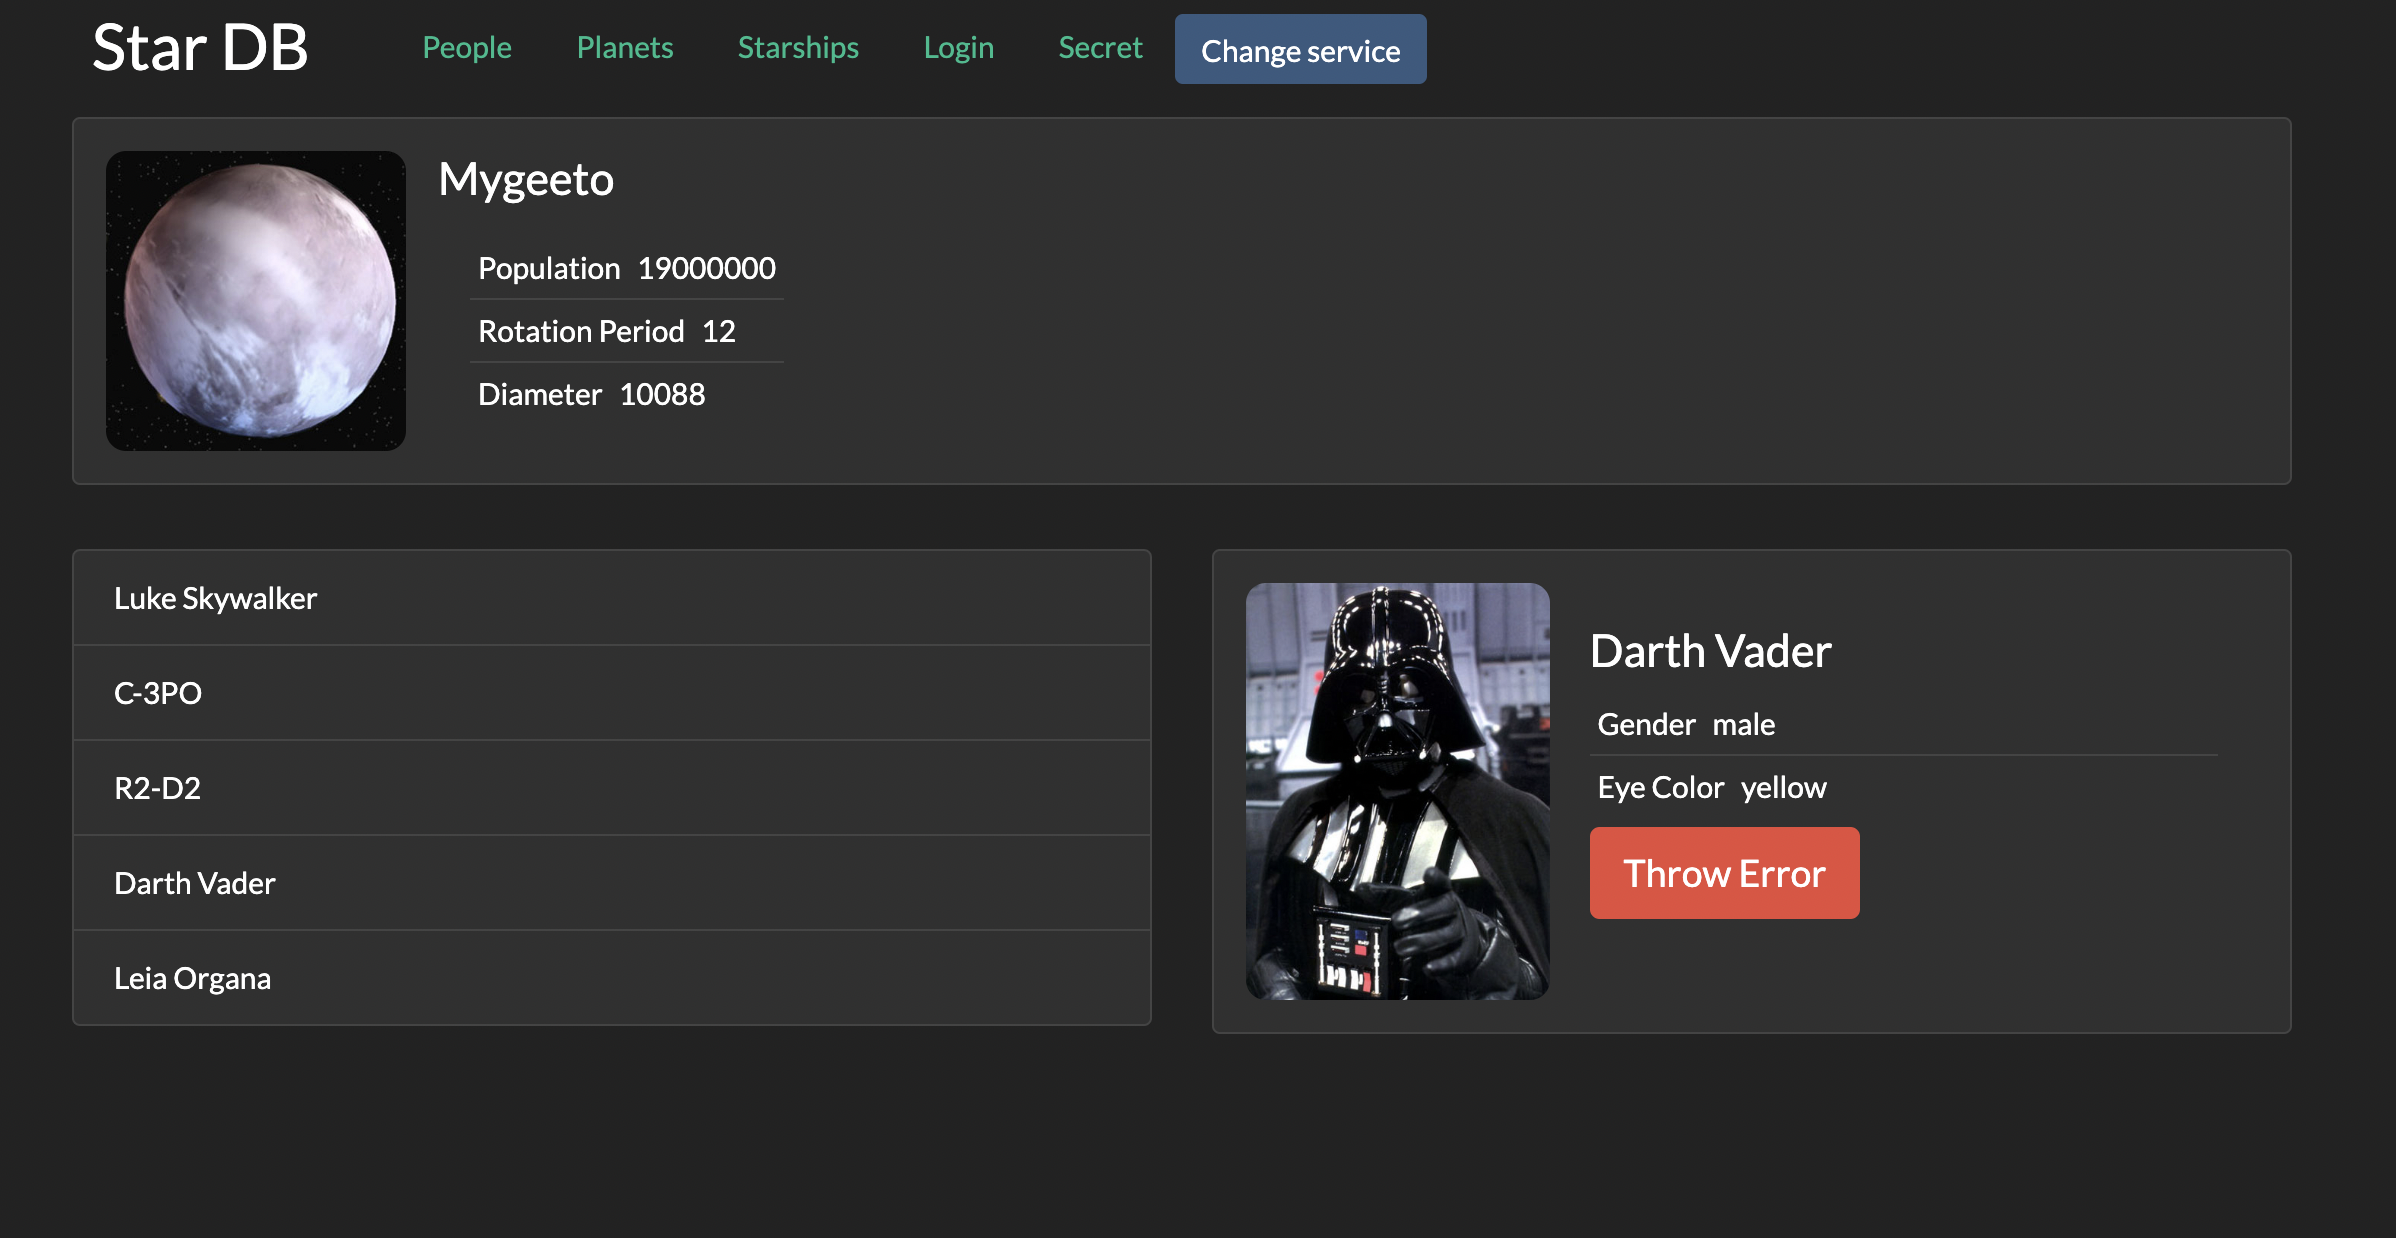 Star DB People Planets Starships Login Secret Change service
Mygeeto
Population 19000000
Rotation Period 12
Diameter 10088
Luke Skywalker
C-3PO
R2-D2
Darth Vader
Leia Organa
Darth Vader
Gender male
Eye Color yellow
Throw Error